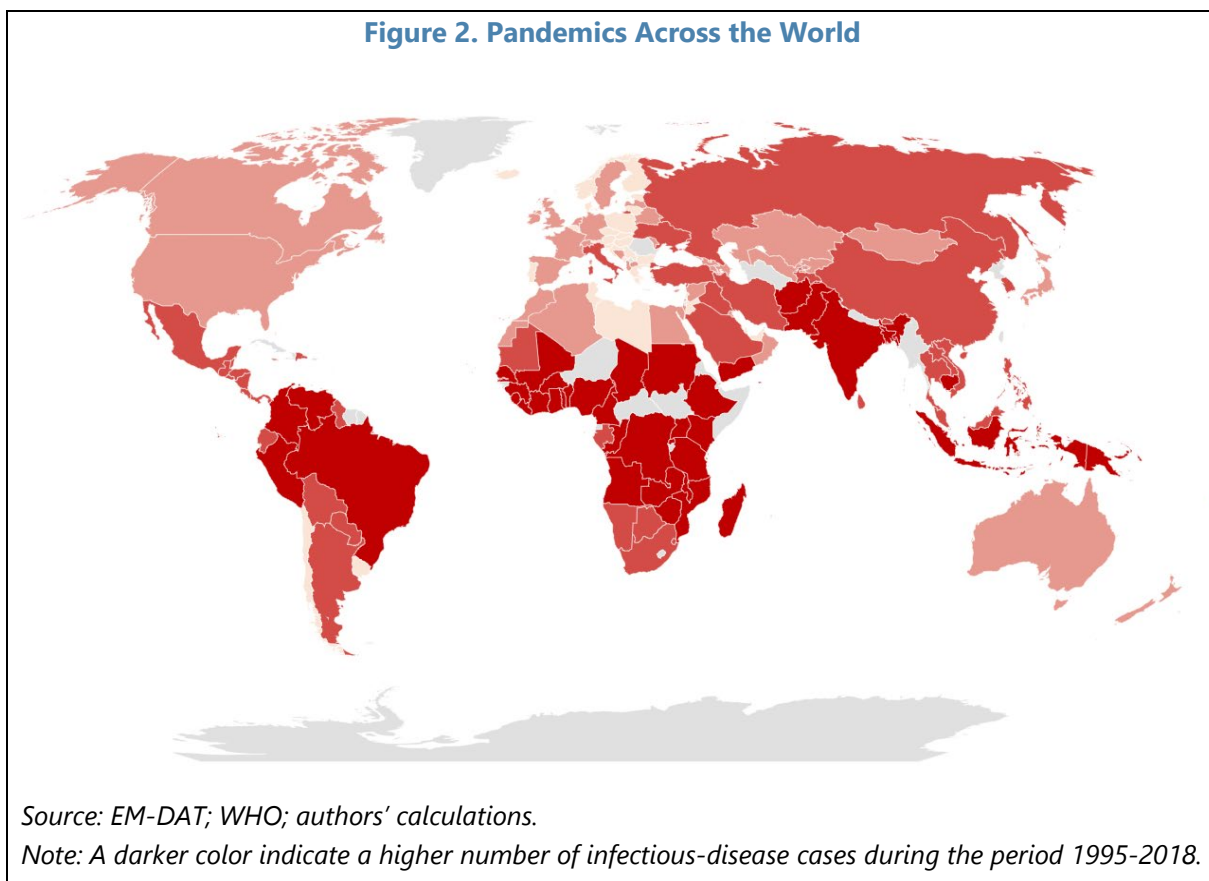 Figure 2. Pandemics Across the World
Source: EM-DAT; WHO; authors’ calculations.
Note: A darker color indicate a higher number of infectious-disease cases during the period 1995-2018.